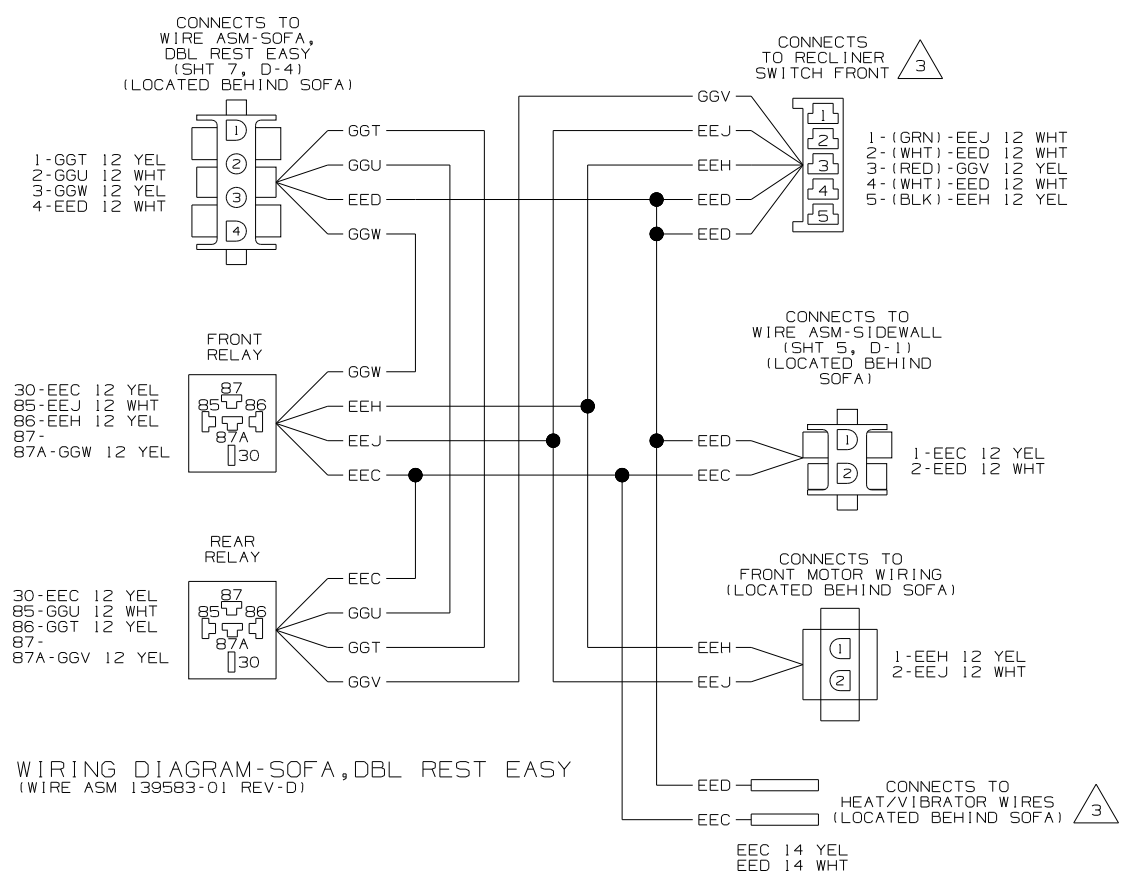 CONNECTS TO
WIRE ASM-SOFA,
DBL REST EASY
(SHT 7, D-4)
(LOCATED BEHIND SOFA)
1
2
3
4
1-GGT 12 YEL
2-GGU 12 WHT
3-GGW 12 YEL
4-EED 12 WHT
GGT
GGU
EED
GGW
CONNECTS
TO RECLINER
SWITCH FRONT
3
GGV
EEJ
EEH
EED
EED
1
2
3
4
5
1-(GRN)-EEJ 12 WHT
2-(WHT)-EED 12 WHT
3-(RED)-GGV 12 YEL
4-(WHT)-EED 12 WHT
5-(BLK)-EEH 12 YEL
FRONT
RELAY
30-EEC 12 YEL
85-EEJ 12 WHT
86-EEH 12 YEL
87-
87A-GGW 12 YEL
87
85 86
87A
30
GGW
EEH
EEJ
EEC
CONNECTS TO
WIRE ASM-SIDEWALL
(SHT 5, D-1)
(LOCATED BEHIND
SOFA)
EED
EEC
1
2
1-EEC 12 YEL
2-EED 12 WHT
REAR
RELAY
30-EEC 12 YEL
85-GGU 12 WHT
86-GGT 12 YEL
87-
87A-GGV 12 YEL
87
85 86
87A
30
EEC
GGU
GGT
GGV
CONNECTS TO
FRONT MOTOR WIRING
(LOCATED BEHIND SOFA)
EEH
EEJ
1
2
1-EEH 12 YEL
2-EEJ 12 WHT
WIRING DIAGRAM-SOFA,DBL REST EASY
(WIRE ASM 139583-01 REV-D)
EED
EEC
CONNECTS TO
HEAT/VIBRATOR WIRES
(LOCATED BEHIND SOFA)
3
EEC 14 YEL
EED 14 WHT